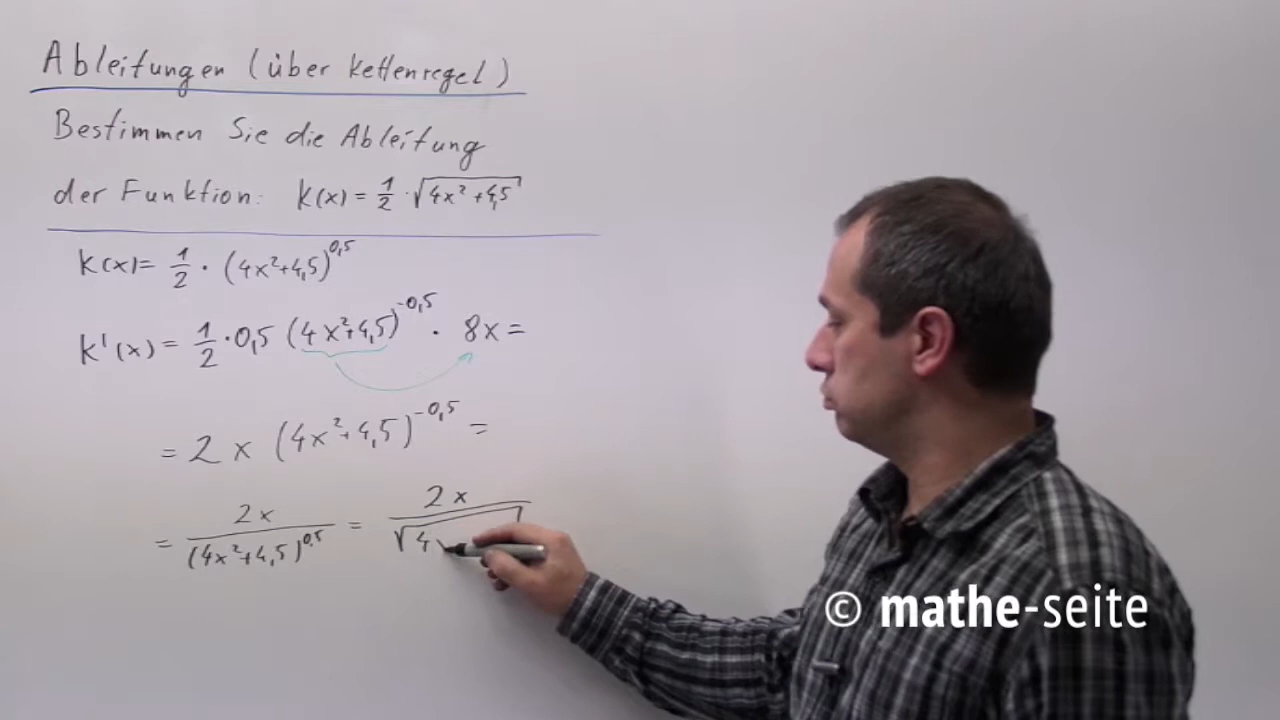 Ableitungen (über Kettenregel)
Bestimmen Sie die Ableitung
der Funktion: K(x) = 1/2 · √(4x² + 4,5)
K(x) = 1/2 · (4x²+4,5)^0,5
K'(x) = 1/2 · 0,5 (4x²+4,5)^-0,5 · 8x =
= 2x (4x²+4,5)^-0,5 =
= 2x/(4x²+4,5)^0,5 = 2x/√4x
© mathe-seite